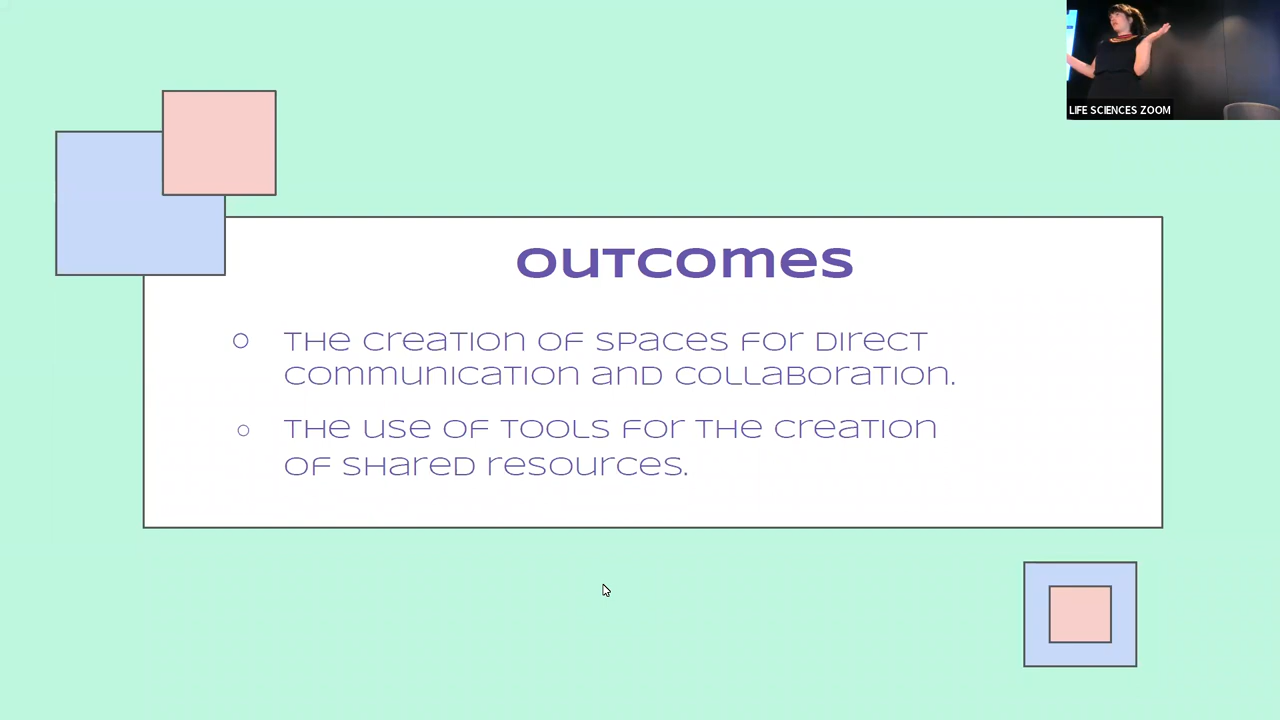 LIFE SCIENCES ZOOM
outcomes
The creation of spaces for direct
communication and collaboration.
The use of tools for the creation
of shared resources.